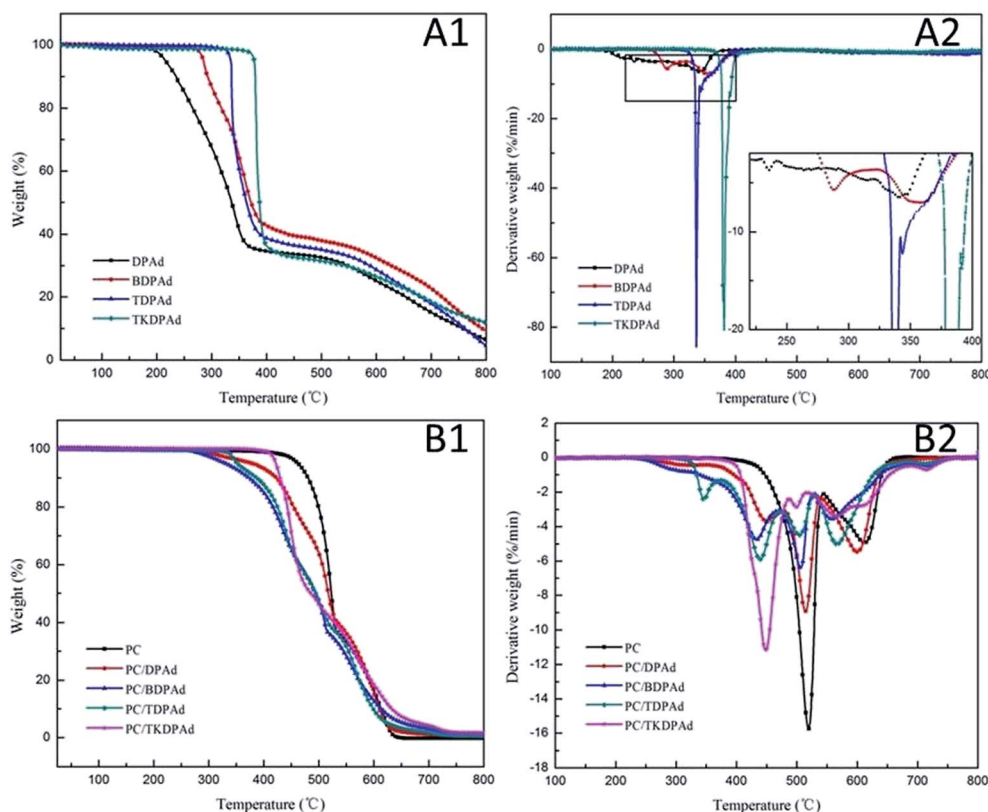 A1
100
80
60
40
20
0
Weight (%)
DPAd
BDPAd
TDPAd
TKDPAd
100 200 300 400 500 600 700 800
Temperature (℃)
A2
0
-20
-40
-60
-80
Derivative weight (%/min)
DPAd
BDPAd
TDPAd
TKDPAd
-10
-20
250 300 350 400
100 200 300 400 500 600 700 800
Temperature (℃)
B1
100
80
60
40
20
0
Weight (%)
PC
PC/DPAd
PC/BDPAd
PC/TDPAd
PC/TKDPAd
100 200 300 400 500 600 700 800
Temperature (℃)
B2
2
0
-2
-4
-6
-8
-10
-12
-14
-16
-18
Derivative weight (%/min)
PC
PC/DPAd
PC/BDPAd
PC/TDPAd
PC/TKDPAd
100 200 300 400 500 600 700 800
Temperature (℃)